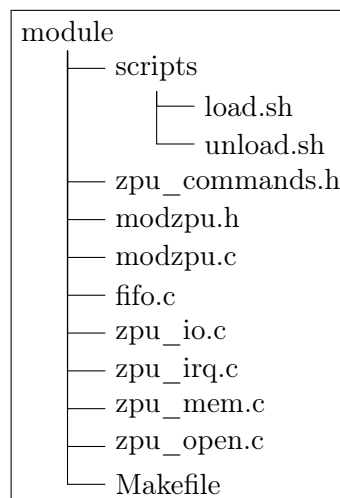 module
scripts
load.sh
unload.sh
zpu_commands.h
modzpu.h
modzpu.c
fifo.c
zpu_io.c
zpu_irq.c
zpu_mem.c
zpu_open.c
Makefile